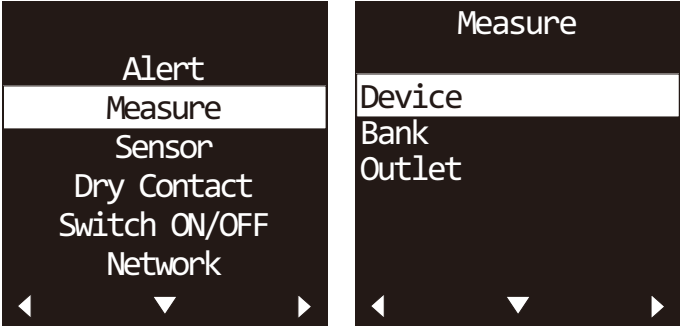 Alert
Measure
Sensor
Dry Contact
Switch ON/OFF
Network
Measure
Device
Bank
Outlet